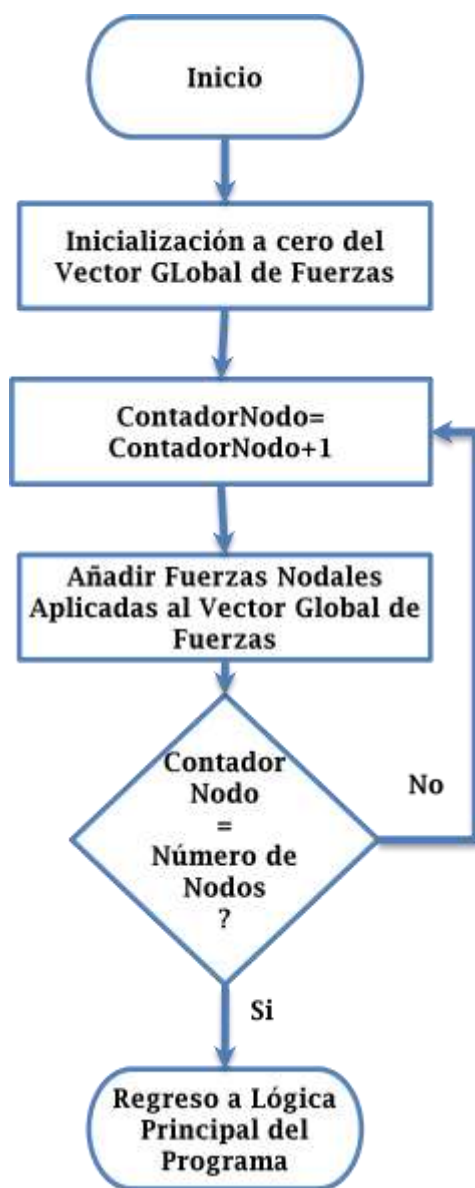 Inicio
Inicialización a cero del
Vector GLobal de Fuerzas
ContadorNodo=
ContadorNodo+1
Añadir Fuerzas Nodales
Aplicadas al Vector Global de
Fuerzas
Contador
Nodo
=
Número de
Nodos
?
No
Si
Regreso a Lógica
Principal del
Programa